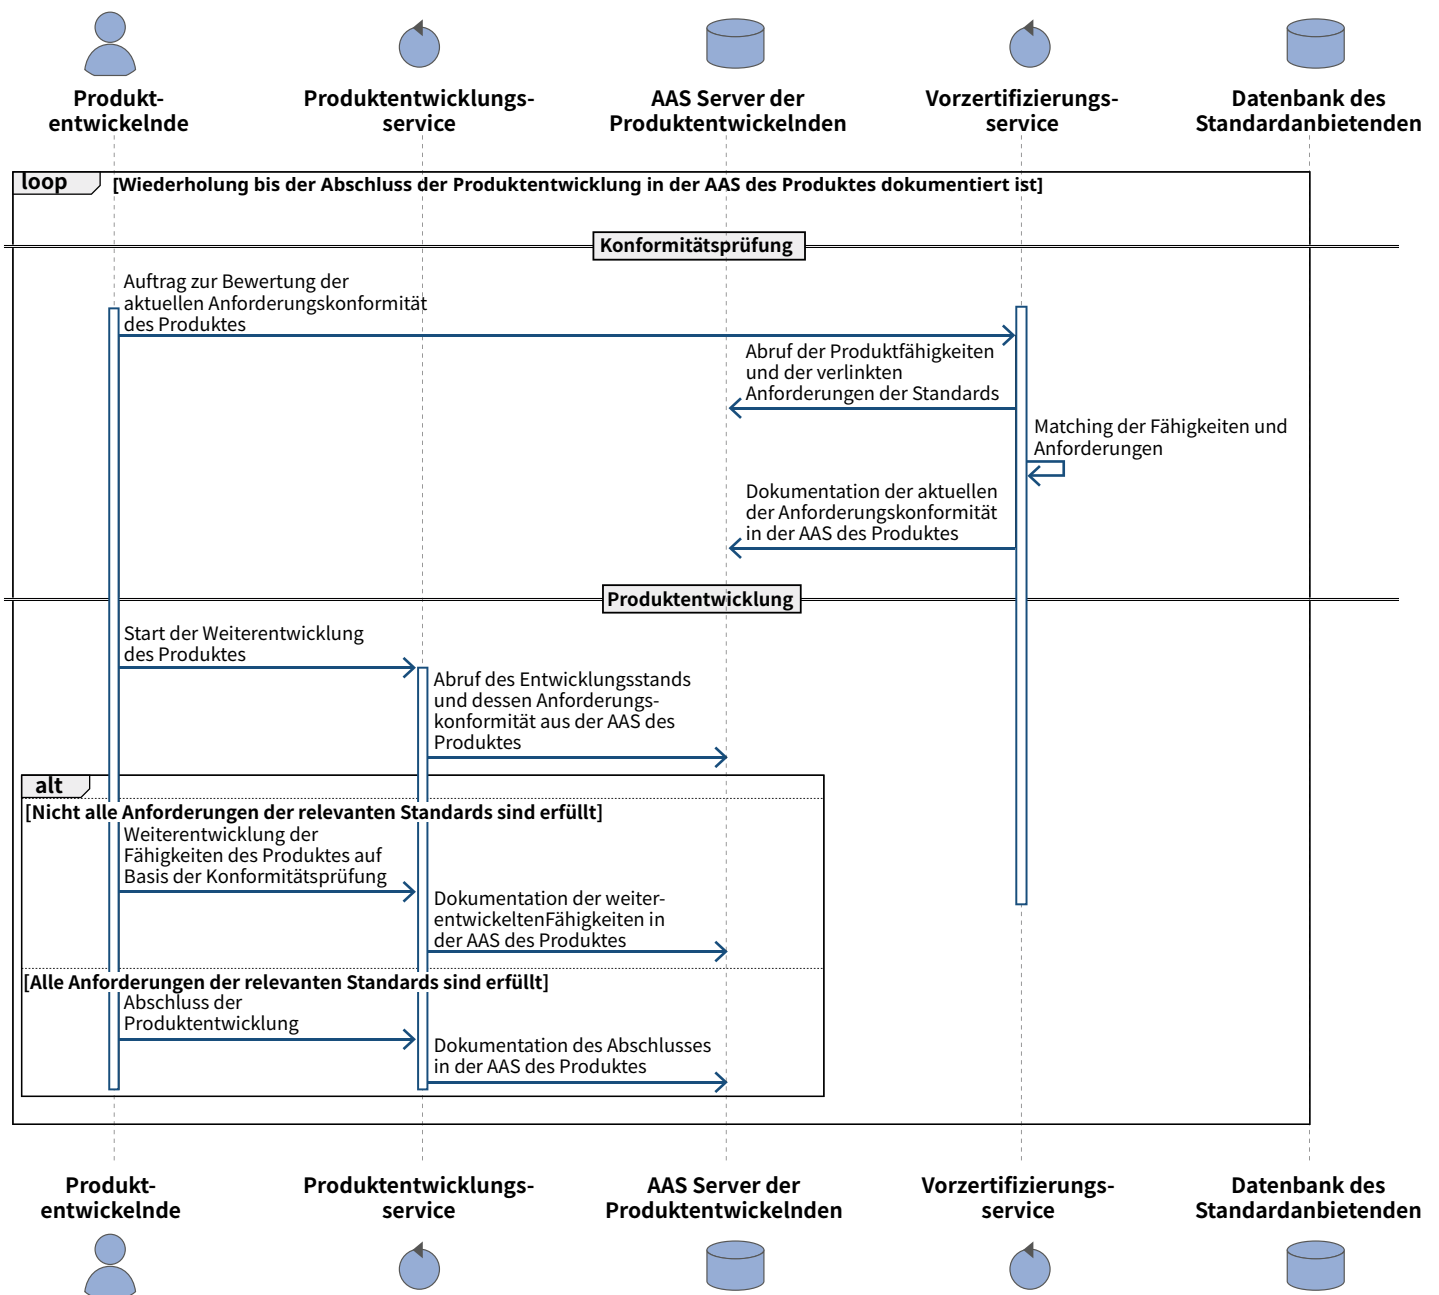 Produkt-
entwickelnde
Produktentwicklungs-
service
AAS Server der
Produktentwickelnden
Vorzertifizierungs-
service
Datenbank des
Standardanbietenden
loop
[Wiederholung bis der Abschluss der Produktentwicklung in der AAS des Produktes dokumentiert ist]
Konformitätsprüfung
Auftrag zur Bewertung der
aktuellen Anforderungskonformität
des Produktes
Abruf der Produktfähigkeiten
und der verlinkten
Anforderungen der Standards
Matching der Fähigkeiten und
Anforderungen
Dokumentation der aktuellen
der Anforderungskonformität
in der AAS des Produktes
Produktentwicklung
Start der Weiterentwicklung
des Produktes
Abruf des Entwicklungsstands
und dessen Anforderungs-
konformität aus der AAS des
Produktes
alt
[Nicht alle Anforderungen der relevanten Standards sind erfüllt]
Weiterentwicklung der
Fähigkeiten des Produktes auf
Basis der Konformitätsprüfung
Dokumentation der weiter-
entwickeltenFähigkeiten in
der AAS des Produktes
[Alle Anforderungen der relevanten Standards sind erfüllt]
Abschluss der
Produktentwicklung
Dokumentation des Abschlusses
in der AAS des Produktes
Produkt-
entwickelnde
Produktentwicklungs-
service
AAS Server der
Produktentwickelnden
Vorzertifizierungs-
service
Datenbank des
Standardanbietenden